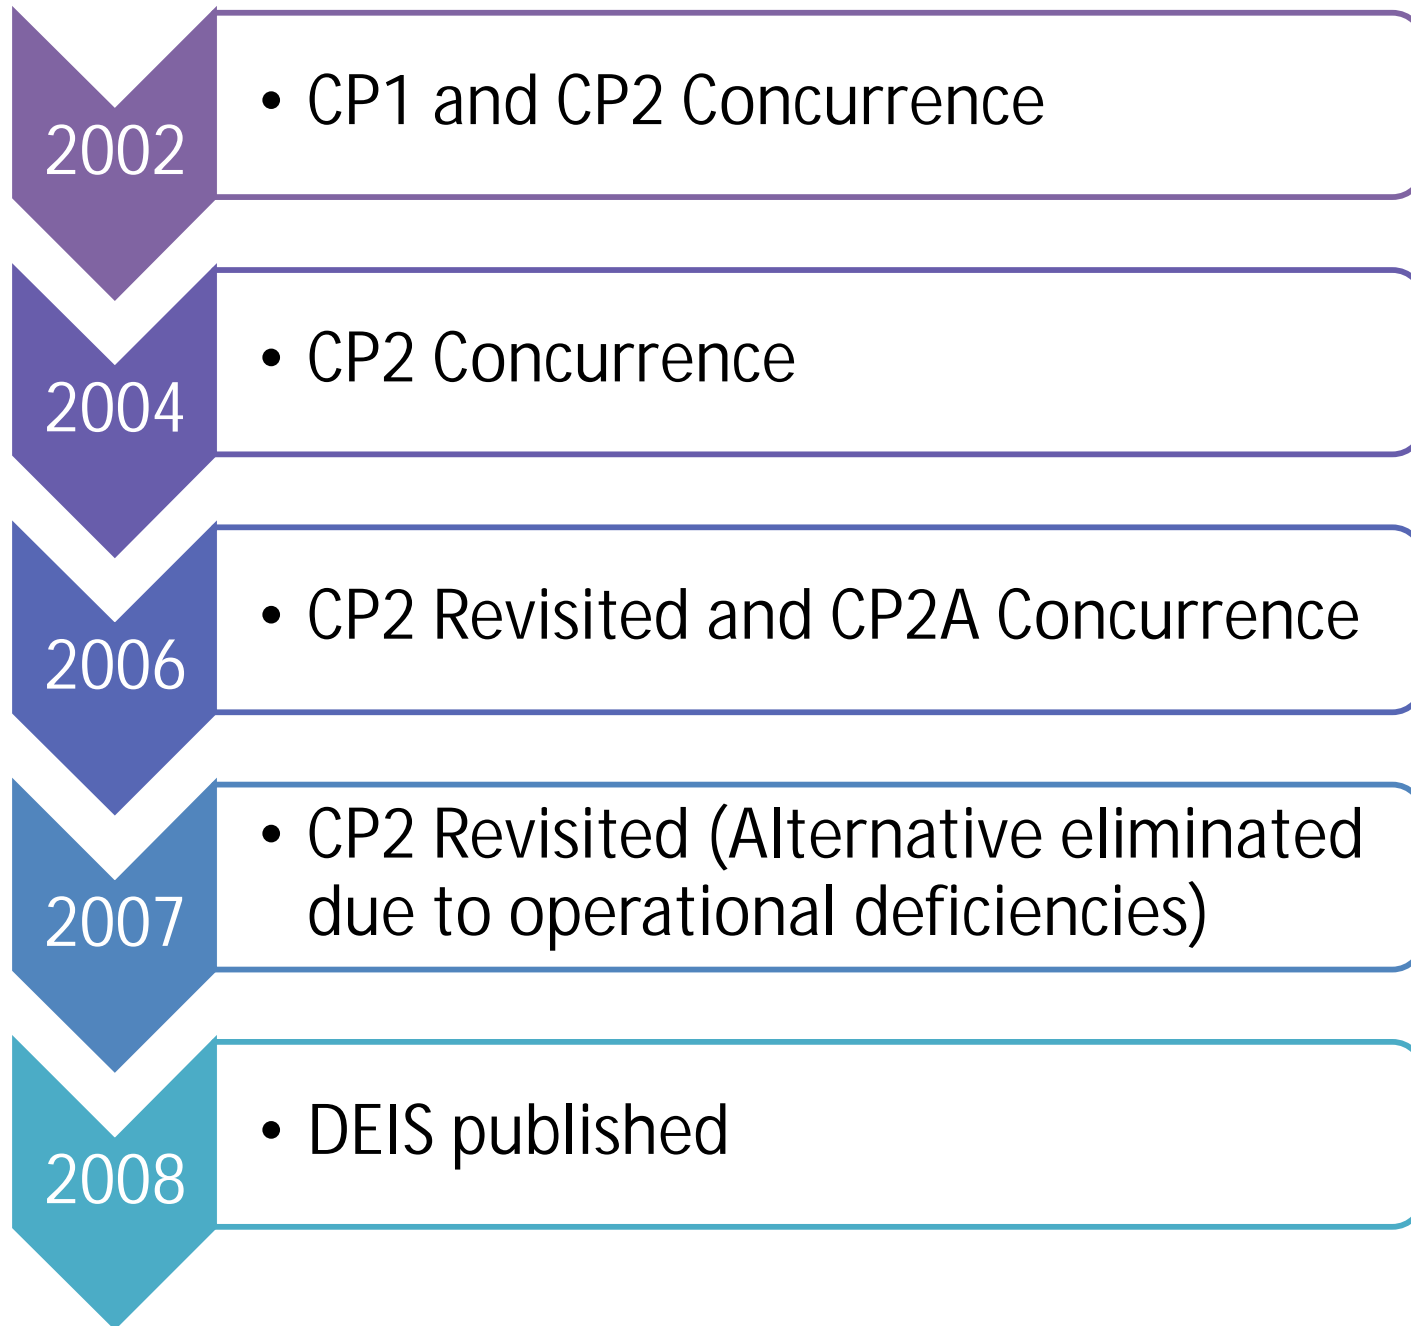 2002
• CP1 and CP2 Concurrence
2004
• CP2 Concurrence
2006
• CP2 Revisited and CP2A Concurrence
2007
• CP2 Revisited (Alternative eliminated
due to operational deficiencies)
2008
• DEIS published